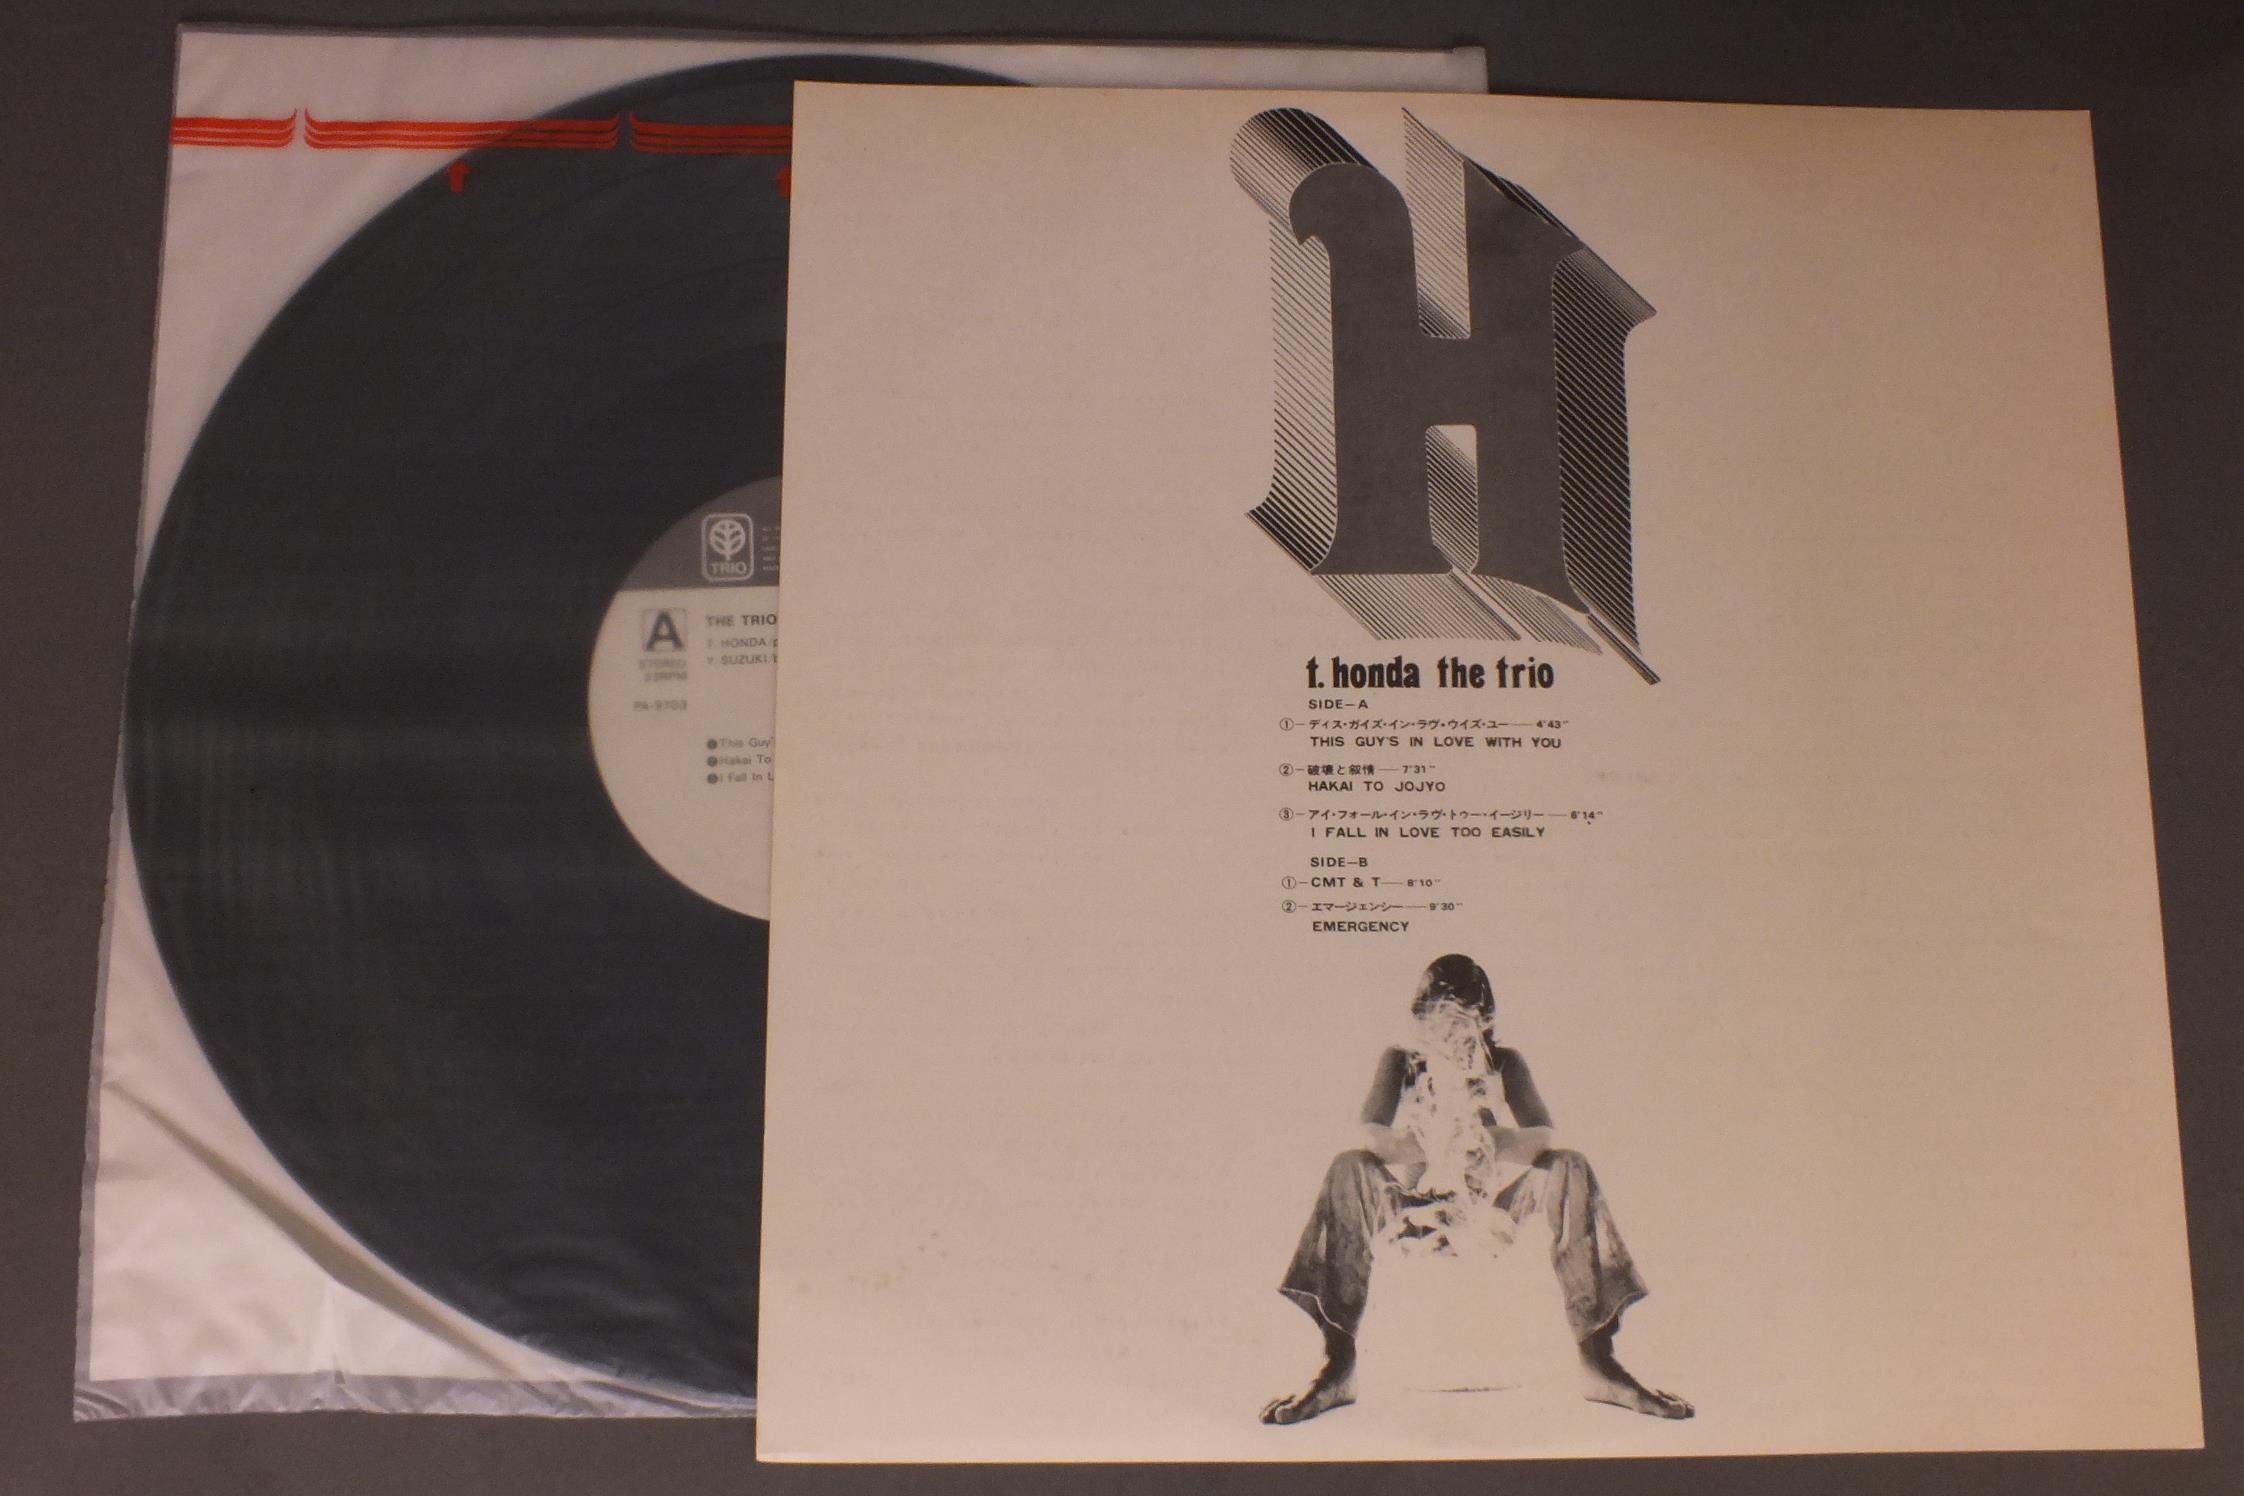 TRIO
A
STEREO
33RPM
PA-9703
THE TRIO
T. HONDA/p
Y. SUZUKI/b
This Guy'
Hakai To
I Fall In L
H
t. honda the trio
SIDE—A
①—ディス・ガイズ・イン・ラヴ・ウイズ・ユー——4'43''
THIS GUY'S IN LOVE WITH YOU
②—破壊と叙情——7'31''
HAKAI TO JOJYO
③—アイ・フォール・イン・ラヴ・トゥー・イージリー——6'14''
I FALL IN LOVE TOO EASILY
SIDE—B
①—CMT & T——8'10''
②—エマージェンシー——9'30''
EMERGENCY